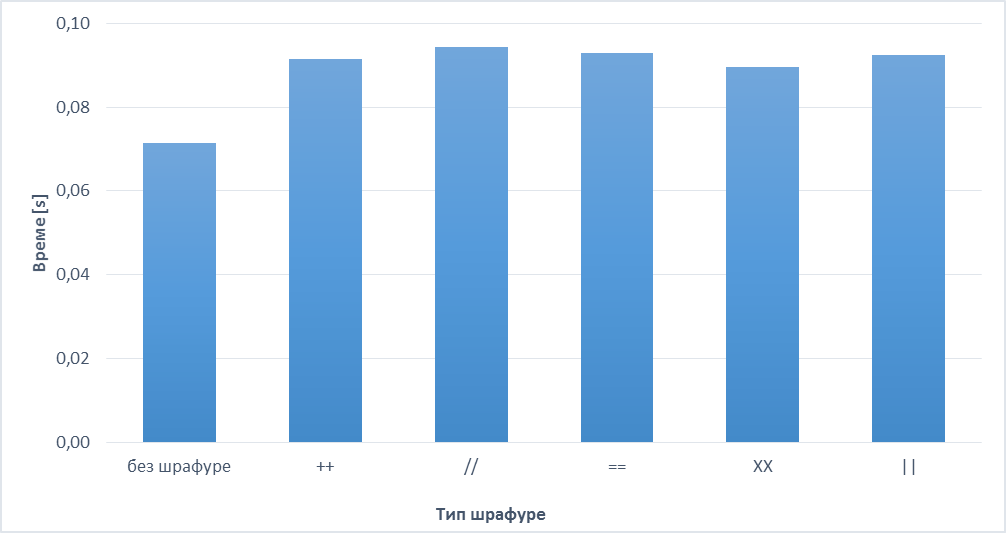 0,10
0,08
0,06
0,04
0,02
0,00
Време [s]
без шрафуре
++
//
==
XX
||
Тип шрафуре